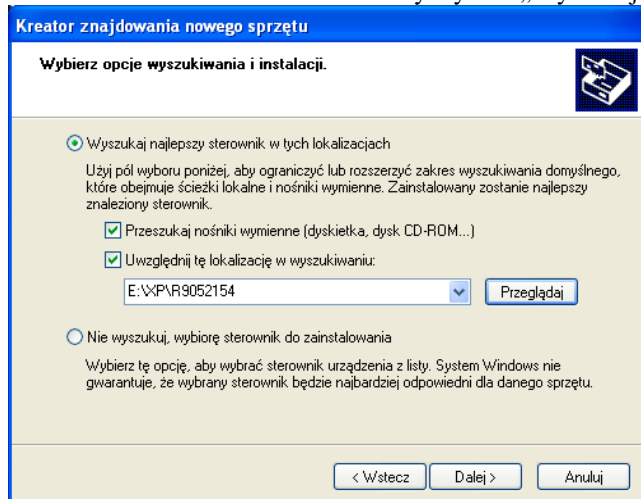 Kreator znajdowania nowego sprzętu
Wybierz opcje wyszukiwania i instalacji.
Wyszukaj najlepszy sterownik w tych lokalizacjach
Użyj pól wyboru poniżej, aby ograniczyć lub rozszerzyć zakres wyszukiwania domyślnego,
które obejmuje ścieżki lokalne i nośniki wymienne. Zainstalowany zostanie najlepszy
znaleziony sterownik.
Przeszukaj nośniki wymienne (dyskietka, dysk CD-ROM...)
Uwzględnij tę lokalizację w wyszukiwaniu:
E:\XP\R9052154
Przeglądaj
Nie wyszukuj, wybiorę sterownik do zainstalowania
Wybierz tę opcję, aby wybrać sterownik urządzenia z listy. System Windows nie
gwarantuje, że wybrany sterownik będzie najbardziej odpowiedni dla danego sprzętu.
< Wstecz Dalej > Anuluj